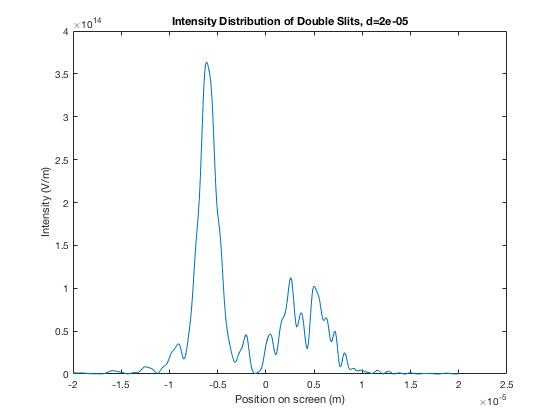 ×10^14
Intensity Distribution of Double Slits, d=2e-05
4
3.5
3
2.5
2
1.5
1
0.5
0
Intensity (V/m)
-2 -1.5 -1 -0.5 0 0.5 1 1.5 2 2.5
Position on screen (m)
×10^-5